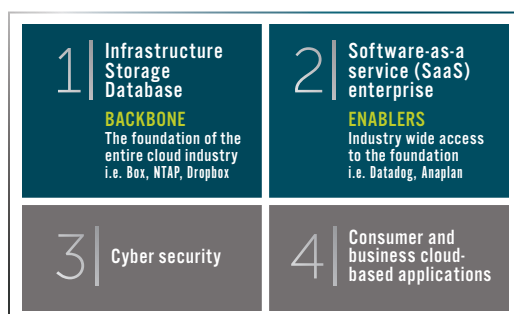 1
Infrastructure
Storage
Database
BACKBONE
The foundation of the
entire cloud industry
i.e. Box, NTAP, Dropbox
2
Software-as-a
service (SaaS)
enterprise
ENABLERS
Industry wide access
to the foundation
i.e. Datadog, Anaplan
3
Cyber security
4
Consumer and
business cloud-
based applications